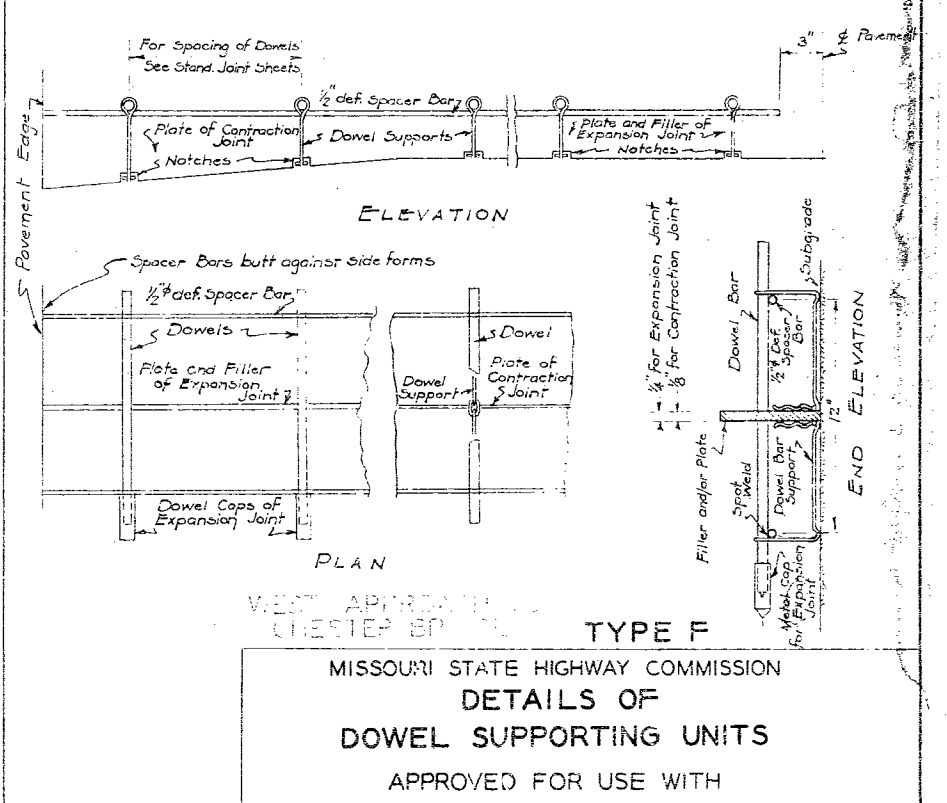 For Spacing of Dowels
See Stand. Joint Sheets
3"
℄ Pavement
½" def. Spacer Bar
Pavement Edge
Plate of Contraction
Joint
Dowel Supports
Plate and Filler of
Expansion Joint
Notches
Notches
ELEVATION
Spacer Bars butt against side forms
½"ϕ def. Spacer Bar
Dowels
Dowel
Plate and Filler
of Expansion
Joint
Dowel
Support
Plate of
Contraction
Joint
Dowel Caps of
Expansion Joint
PLAN
¼" for Expansion Joint
⅛" for Contraction Joint
Dowel Bar
½"ϕ Def.
Spacer
Bar
Subgrade
12"
END ELEVATION
Filler and/or Plate
Spot
Weld
Dowel Bar
Support
Metal Cap
for Expansion
Joint
WEST
CHESTER
TYPE F
MISSOURI STATE HIGHWAY COMMISSION
DETAILS OF
DOWEL SUPPORTING UNITS
APPROVED FOR USE WITH